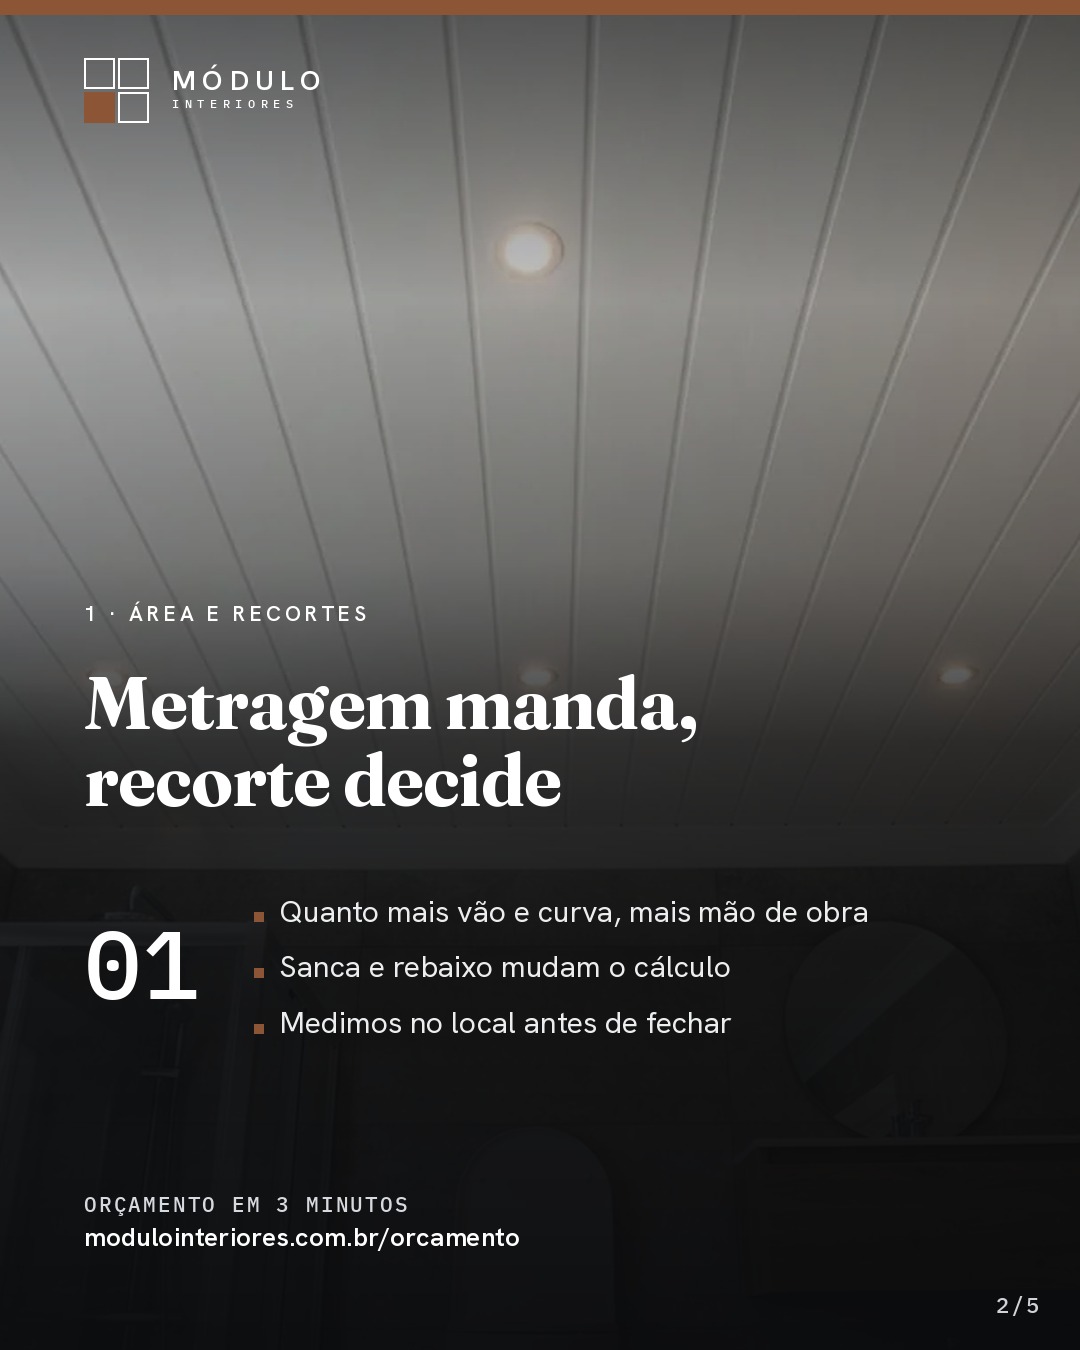 MÓDULO
INTERIORES
1 · ÁREA E RECORTES
Metragem manda,
recorte decide
01
Quanto mais vão e curva, mais mão de obra
Sanca e rebaixo mudam o cálculo
Medimos no local antes de fechar
ORÇAMENTO EM 3 MINUTOS
modulointeriores.com.br/orcamento
2/5